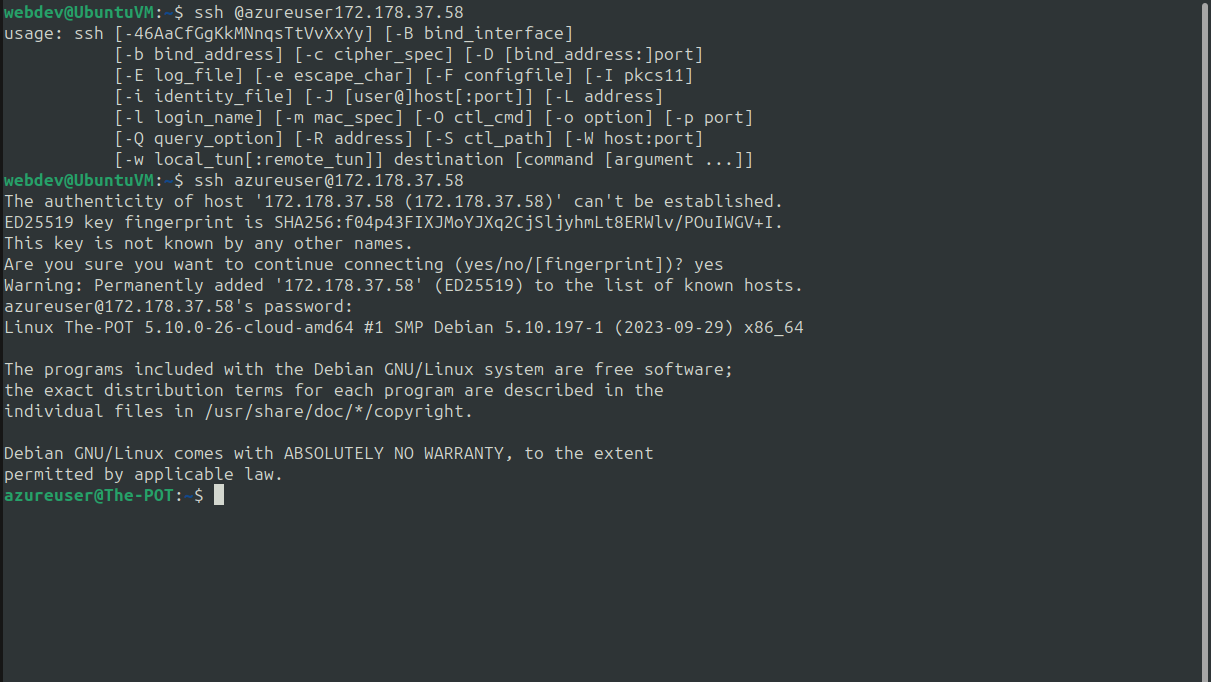 webdev@UbuntuVM:~$ ssh @azureuser172.178.37.58
usage: ssh [-46AaCfGgKkMNnqsTtVvXxYy] [-B bind_interface]
           [-b bind_address] [-c cipher_spec] [-D [bind_address:]port]
           [-E log_file] [-e escape_char] [-F configfile] [-I pkcs11]
           [-i identity_file] [-J [user@]host[:port]] [-L address]
           [-l login_name] [-m mac_spec] [-O ctl_cmd] [-o option] [-p port]
           [-Q query_option] [-R address] [-S ctl_path] [-W host:port]
           [-w local_tun[:remote_tun]] destination [command [argument ...]]
webdev@UbuntuVM:~$ ssh azureuser@172.178.37.58
The authenticity of host '172.178.37.58 (172.178.37.58)' can't be established.
ED25519 key fingerprint is SHA256:f04p43FIXJMoYJXq2CjSljyhmLt8ERWlv/POuIWGV+I.
This key is not known by any other names.
Are you sure you want to continue connecting (yes/no/[fingerprint])? yes
Warning: Permanently added '172.178.37.58' (ED25519) to the list of known hosts.
azureuser@172.178.37.58's password:
Linux The-POT 5.10.0-26-cloud-amd64 #1 SMP Debian 5.10.197-1 (2023-09-29) x86_64

The programs included with the Debian GNU/Linux system are free software;
the exact distribution terms for each program are described in the
individual files in /usr/share/doc/*/copyright.

Debian GNU/Linux comes with ABSOLUTELY NO WARRANTY, to the extent
permitted by applicable law.
azureuser@The-POT:~$